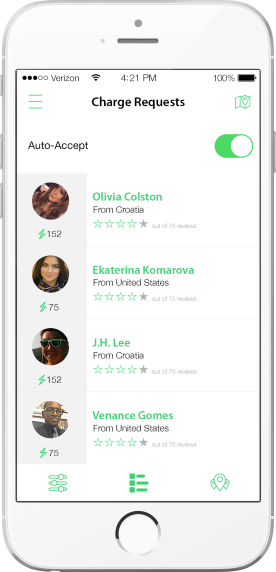 Verizon 4:21 PM 100%
Charge Requests
Auto-Accept
Olivia Colston
From Croatia
out of 75 reviews
152
Ekaterina Komarova
From United States
out of 75 reviews
75
J.H. Lee
From Croatia
out of 75 reviews
152
Venance Gomes
From United States
out of 75 reviews
75